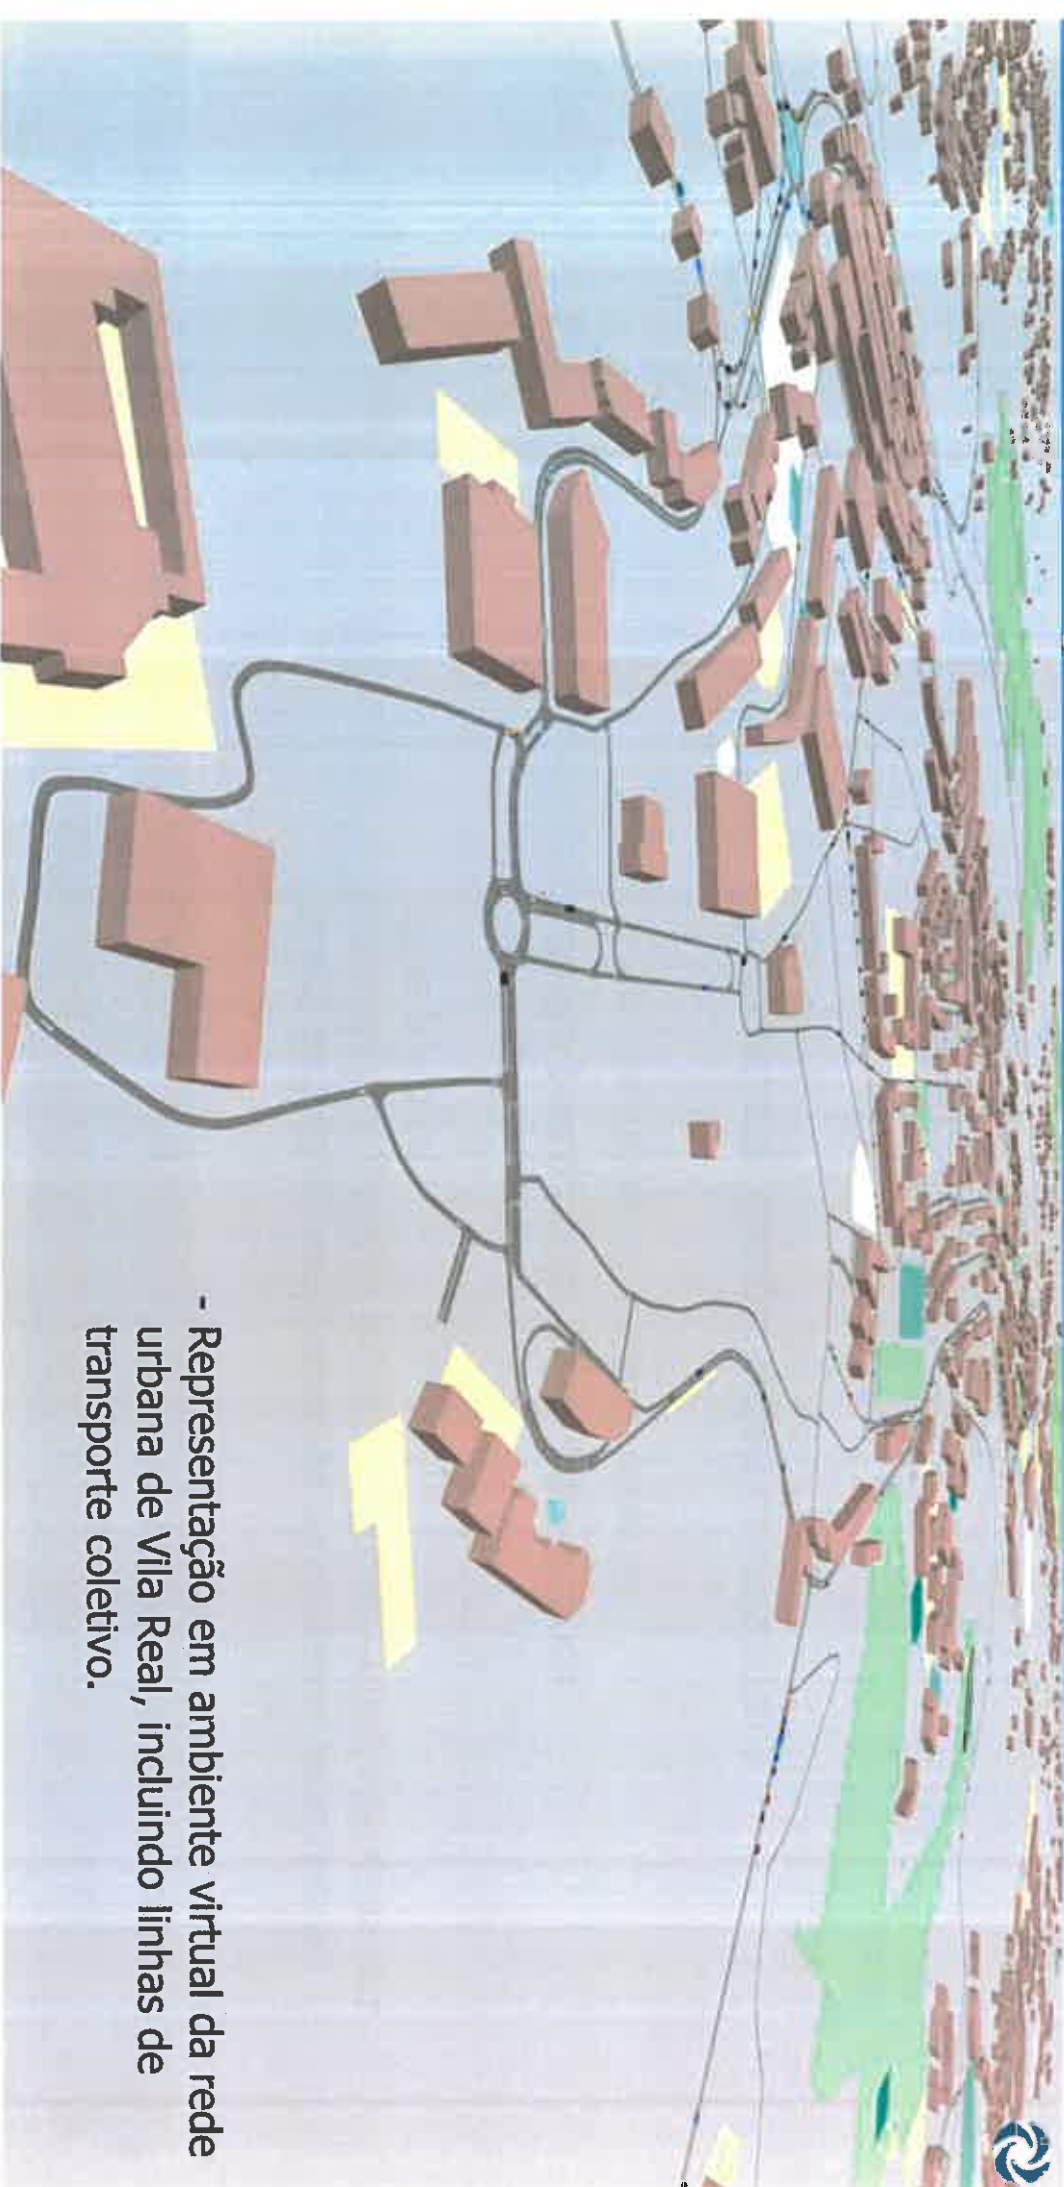 - Representação em ambiente virtual da rede
urbana de Vila Real, incluindo linhas de
transporte coletivo.